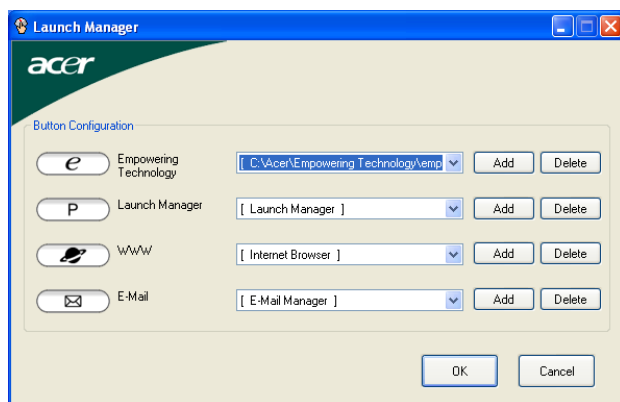 Launch Manager
acer
Button Configuration
e Empowering Technology [ C:\Acer\Empowering Technology\emp Add Delete
P Launch Manager [ Launch Manager ] Add Delete
WWW [ Internet Browser ] Add Delete
E-Mail [ E-Mail Manager ] Add Delete
OK Cancel